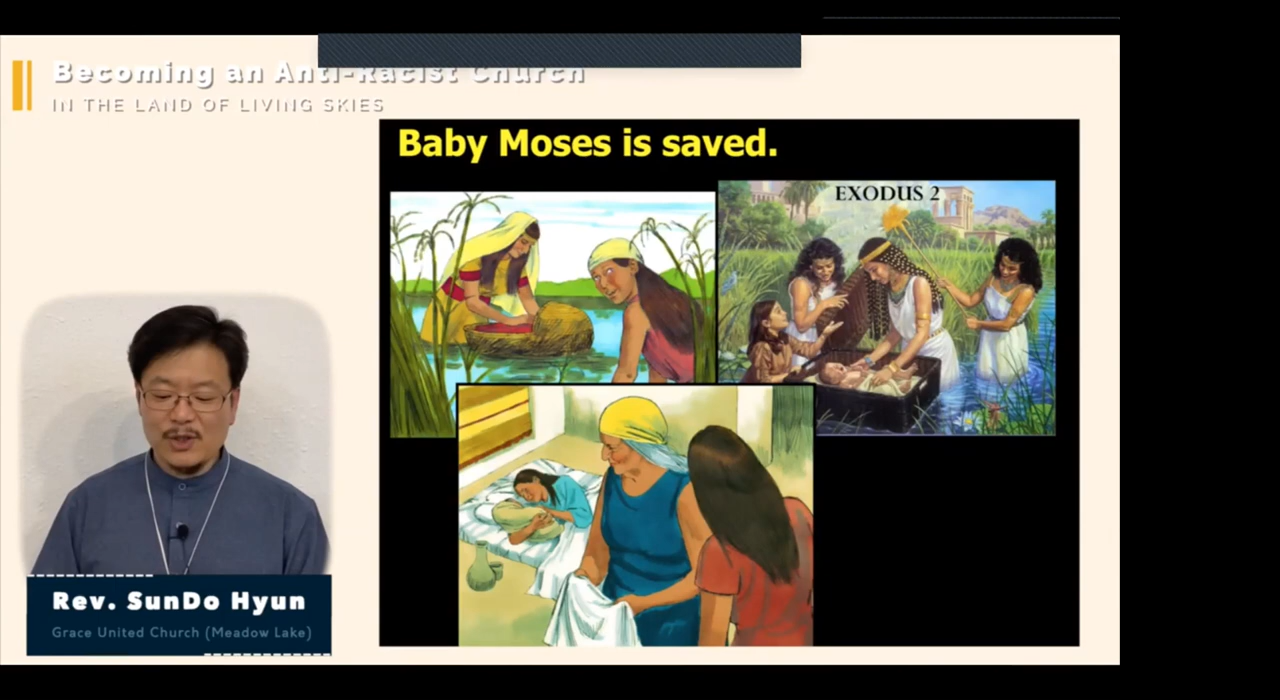 Becoming an Anti-Racist Church
IN THE LAND OF LIVING SKIES
Baby Moses is saved.
EXODUS 2
Rev. SunDo Hyun
Grace United Church (Meadow Lake)